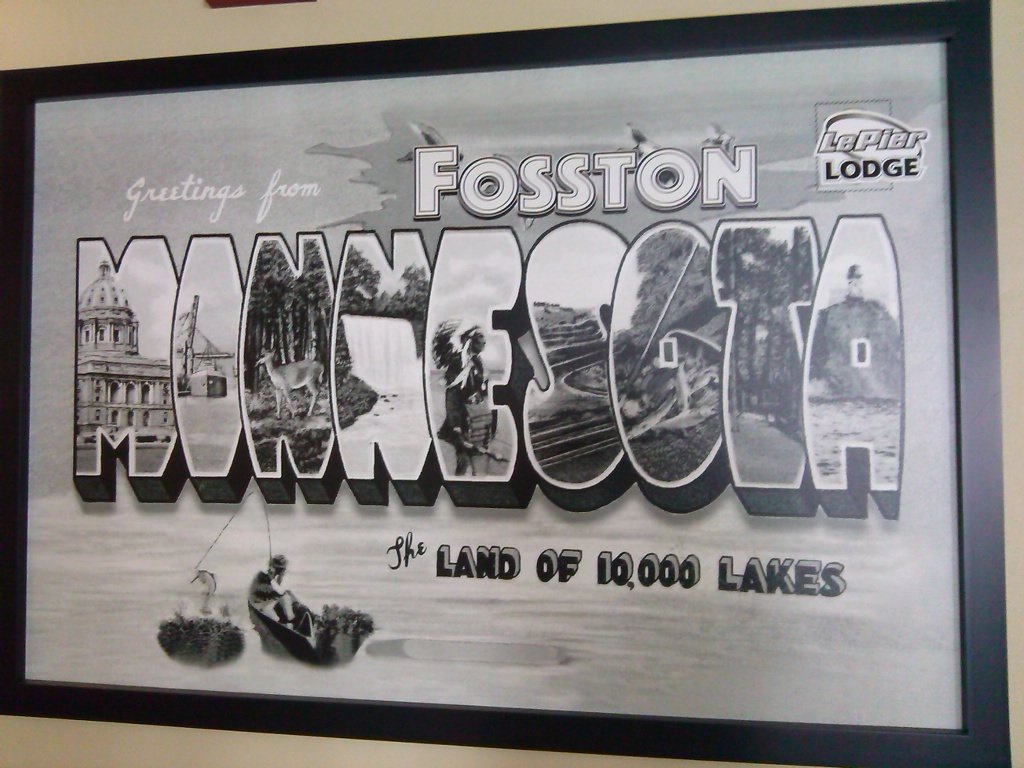 Greetings from
FOSSTON
LePier
LODGE
MINNESOTA
The LAND OF 10,000 LAKES